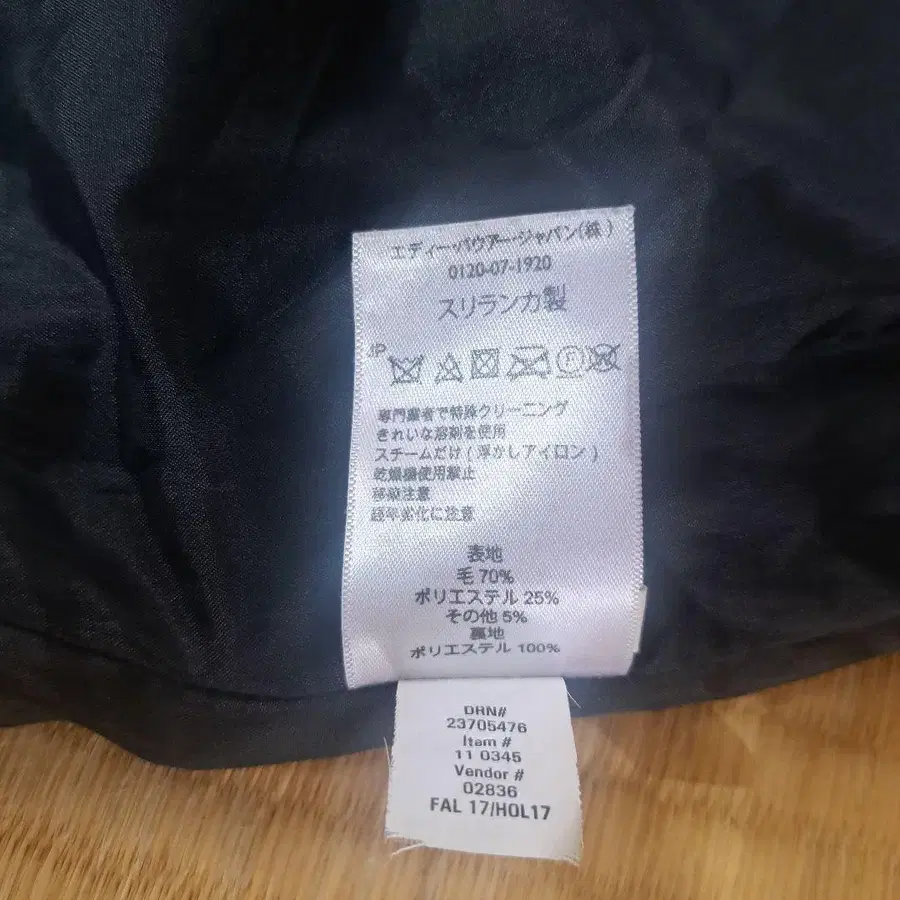 エディー・バウアー・ジャパン(株)
0120-07-1920
スリランカ製
JP
専門業者で特殊クリーニング
きれいな溶剤を使用
スチームだけ(浮かしアイロン)
乾燥機使用禁止
移染注意
経年劣化に注意
表地
毛 70%
ポリエステル 25%
その他 5%
裏地
ポリエステル 100%
DRN#
23705476
Item #
11 0345
Vendor #
02836
FAL 17/HOL17